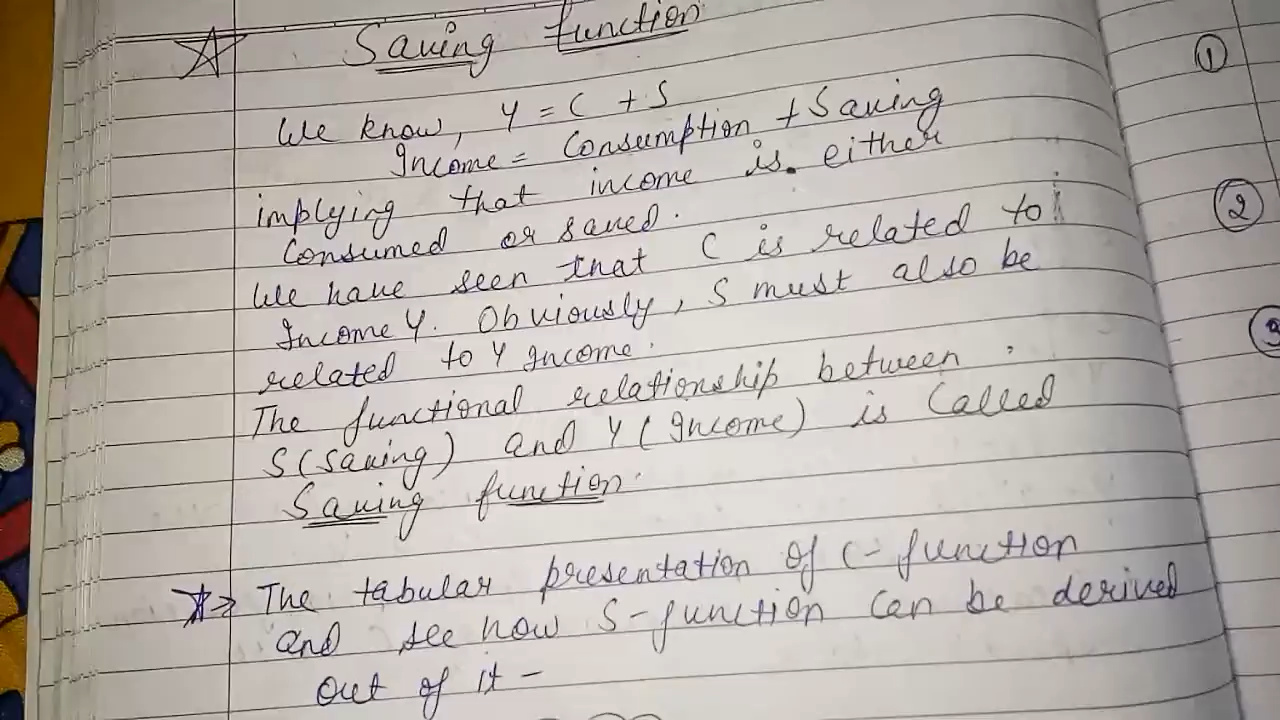 Saving function
We know, Y = C + S
Income = Consumption + Saving
implying that income is either
Consumed or saved.
We have seen that C is related to
Income Y. Obviously, S must also be
related to Y Income.
The functional relationship between
S (Saving) and Y (Income) is Called
Saving function.
The tabular presentation of C-function
and see how S-function can be derived
out of it -
1
2
3